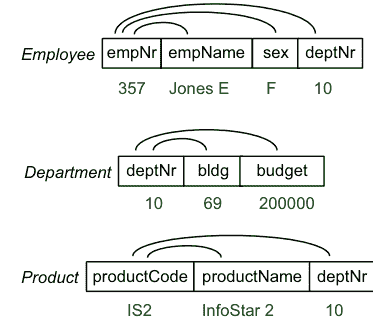 Employee empNr empName sex deptNr
357 Jones E F 10
Department deptNr bldg budget
10 69 200000
Product productCode productName deptNr
IS2 InfoStar 2 10